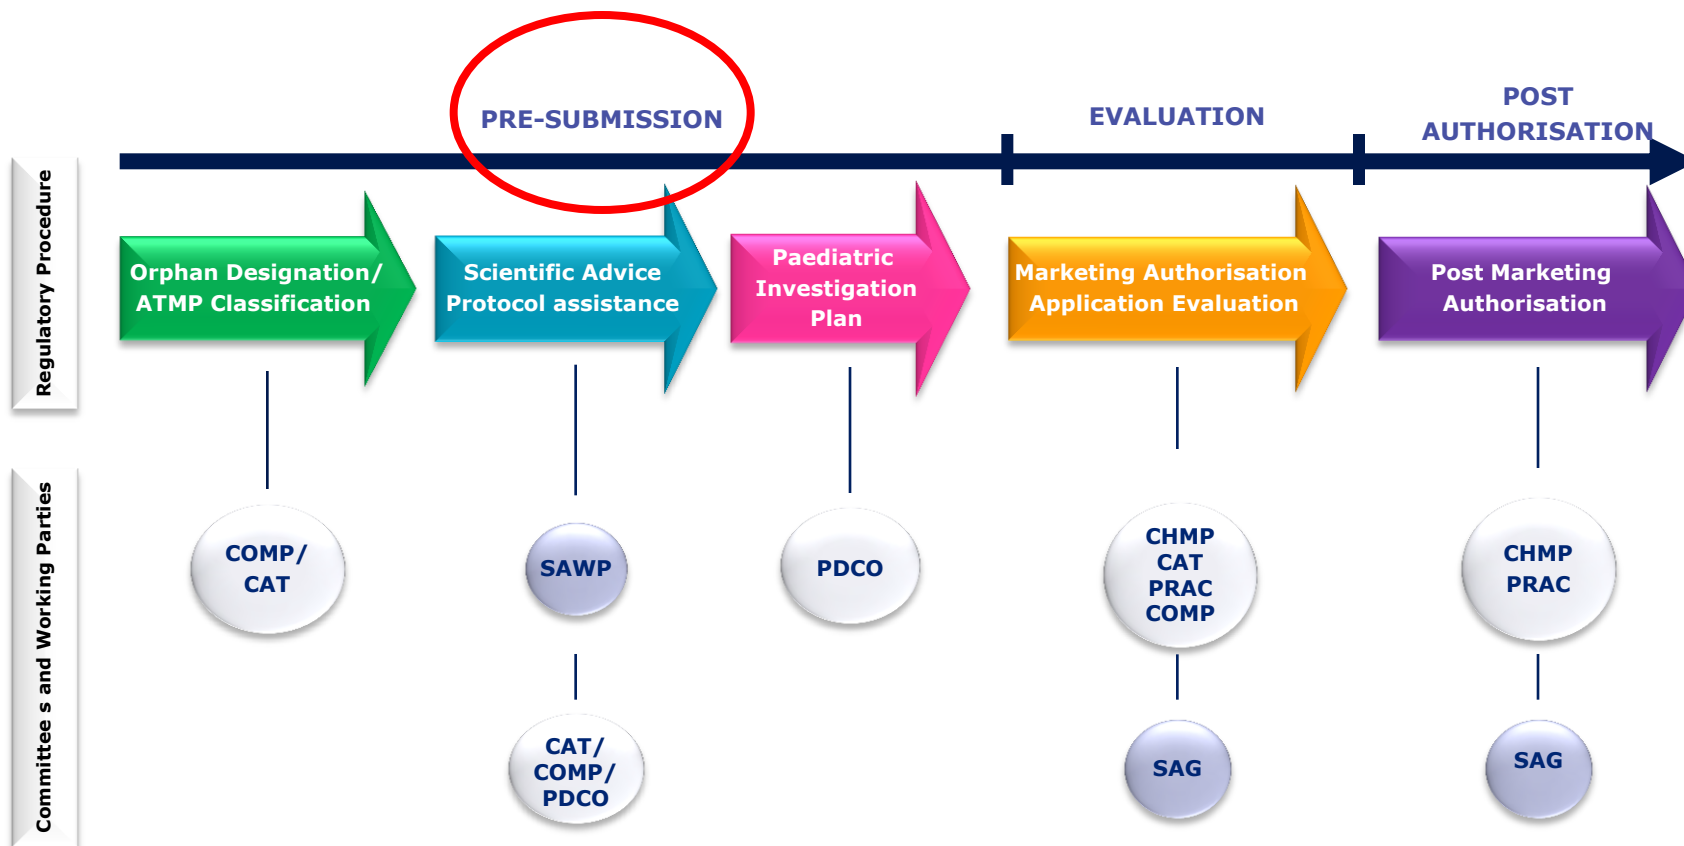 PRE-SUBMISSION
EVALUATION
POST
AUTHORISATION
Regulatory Procedure
Orphan Designation/
ATMP Classification
Scientific Advice
Protocol assistance
Paediatric
Investigation
Plan
Marketing Authorisation
Application Evaluation
Post Marketing
Authorisation
Committee s and Working Parties
COMP/
CAT
SAWP
PDCO
CHMP
CAT
PRAC
COMP
CHMP
PRAC
CAT/
COMP/
PDCO
SAG
SAG